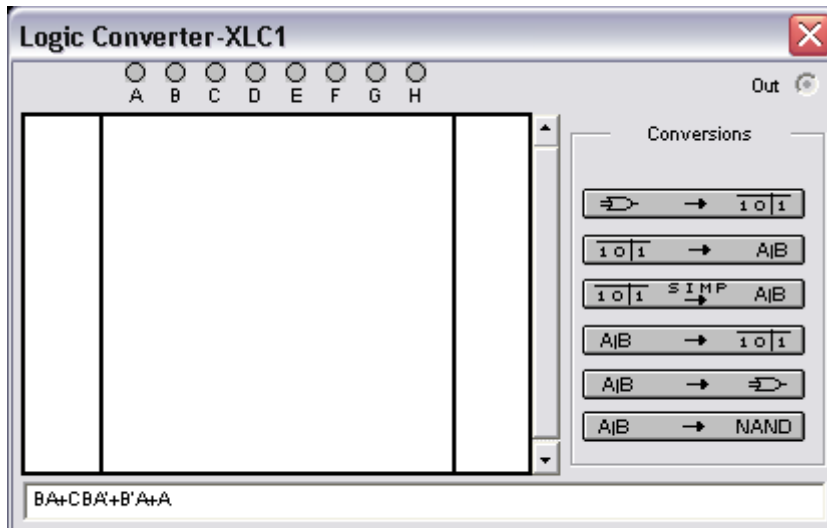 Logic Converter-XLC1
A B C D E F G H
Out
Conversions
1 0 1
1 0 1 A|B
1 0 1 SIMP A|B
A|B 1 0 1
A|B
A|B NAND
BA+CBA'+B'A+A